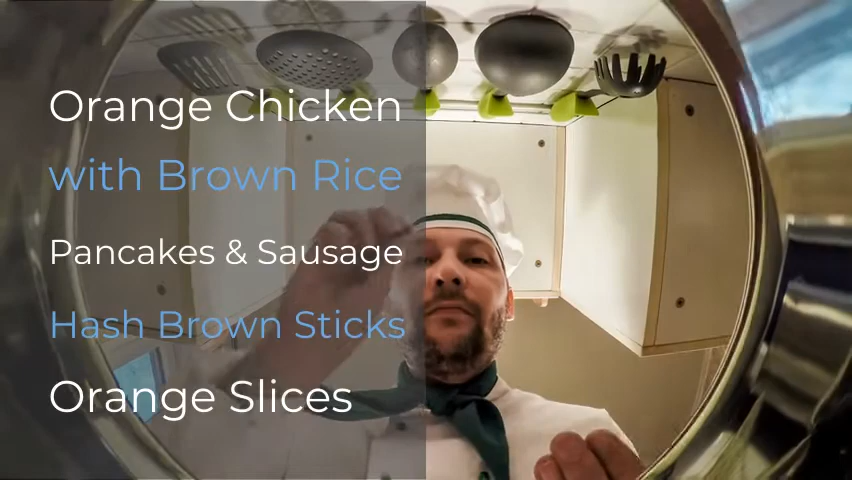 Orange Chicken
with Brown Rice
Pancakes & Sausage
Hash Brown Sticks
Orange Slices